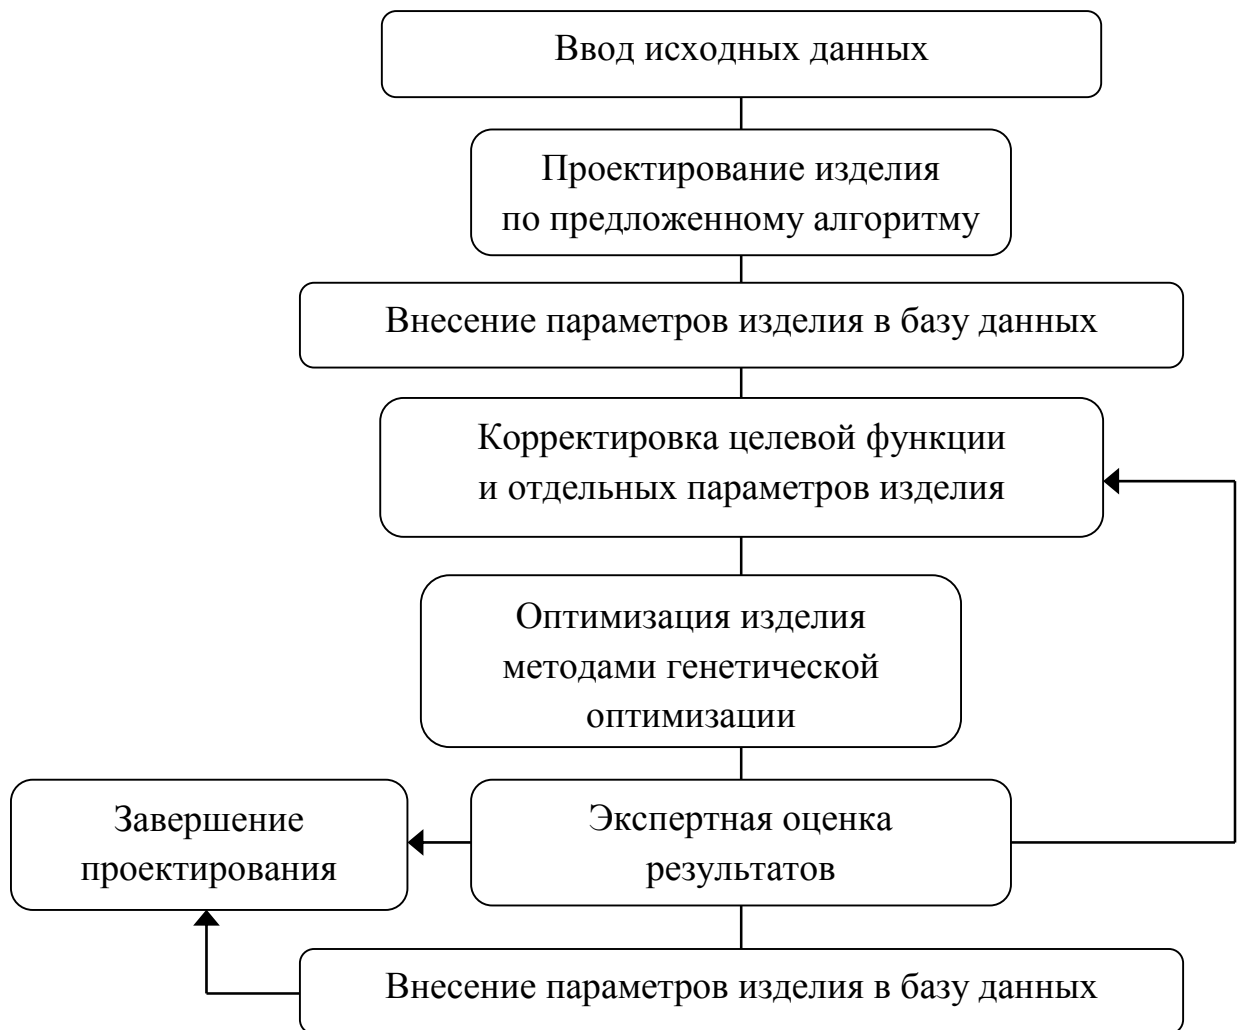 Ввод исходных данных
Проектирование изделия
по предложенному алгоритму
Внесение параметров изделия в базу данных
Корректировка целевой функции
и отдельных параметров изделия
Оптимизация изделия
методами генетической
оптимизации
Завершение
проектирования
Экспертная оценка
результатов
Внесение параметров изделия в базу данных